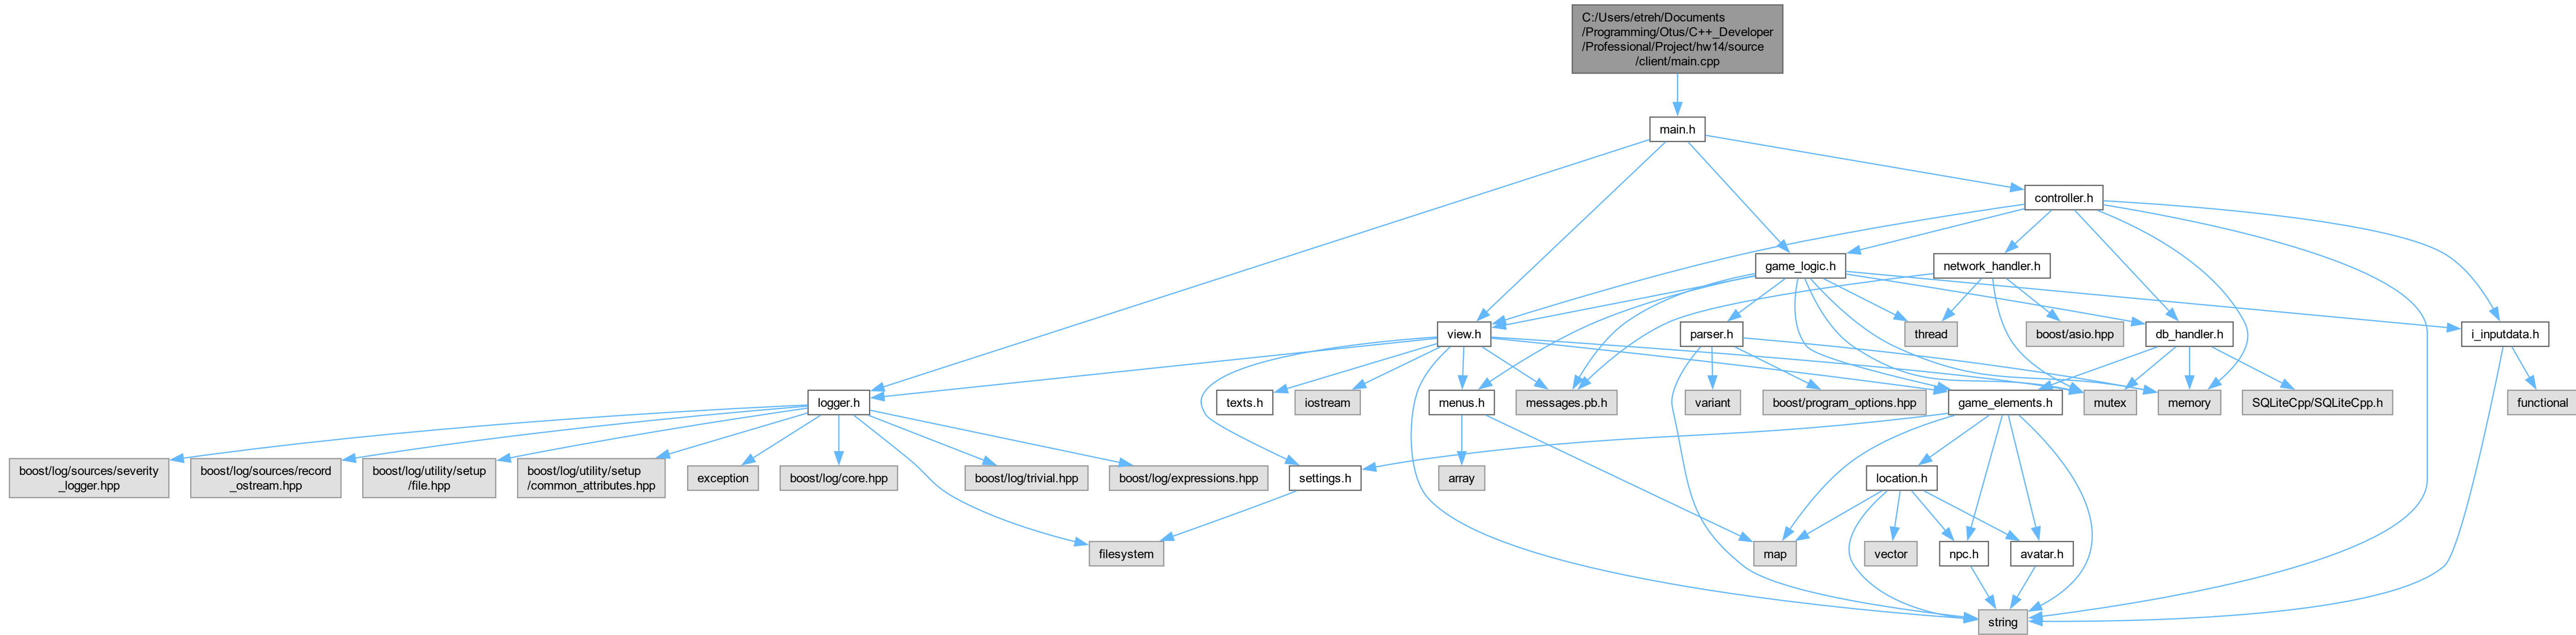 C:/Users/etreh/Documents
/Programming/Otus/C++_Developer
/Professional/Project/hw14/source
/client/main.cpp
main.h
controller.h
game_logic.h
network_handler.h
view.h
parser.h
thread
boost/asio.hpp
db_handler.h
i_inputdata.h
logger.h
texts.h
iostream
menus.h
messages.pb.h
variant
boost/program_options.hpp
game_elements.h
mutex
memory
SQLiteCpp/SQLiteCpp.h
functional
boost/log/sources/severity
_logger.hpp
boost/log/sources/record
_ostream.hpp
boost/log/utility/setup
/file.hpp
boost/log/utility/setup
/common_attributes.hpp
exception
boost/log/core.hpp
boost/log/trivial.hpp
boost/log/expressions.hpp
settings.h
array
location.h
filesystem
map
vector
npc.h
avatar.h
string